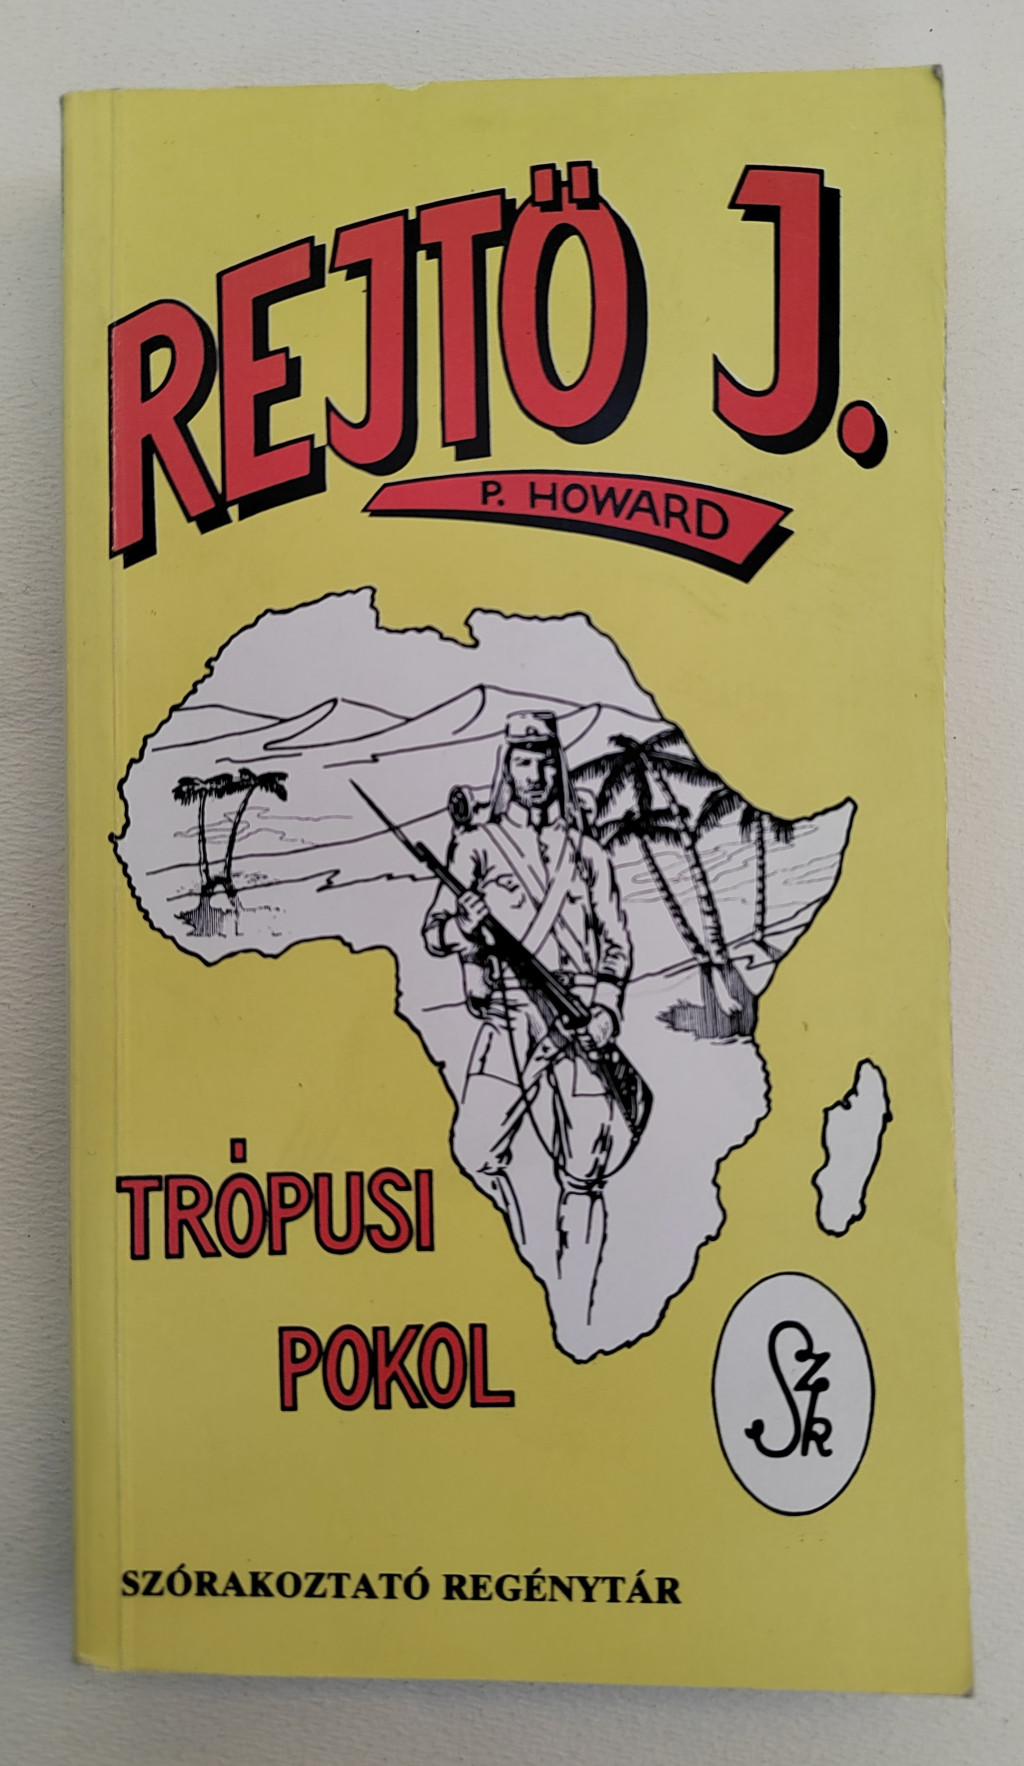 REJTÖ J.
P. HOWARD
TRÓPUSI
POKOL
Szk
SZÓRAKOZTATÓ REGÉNYTÁR